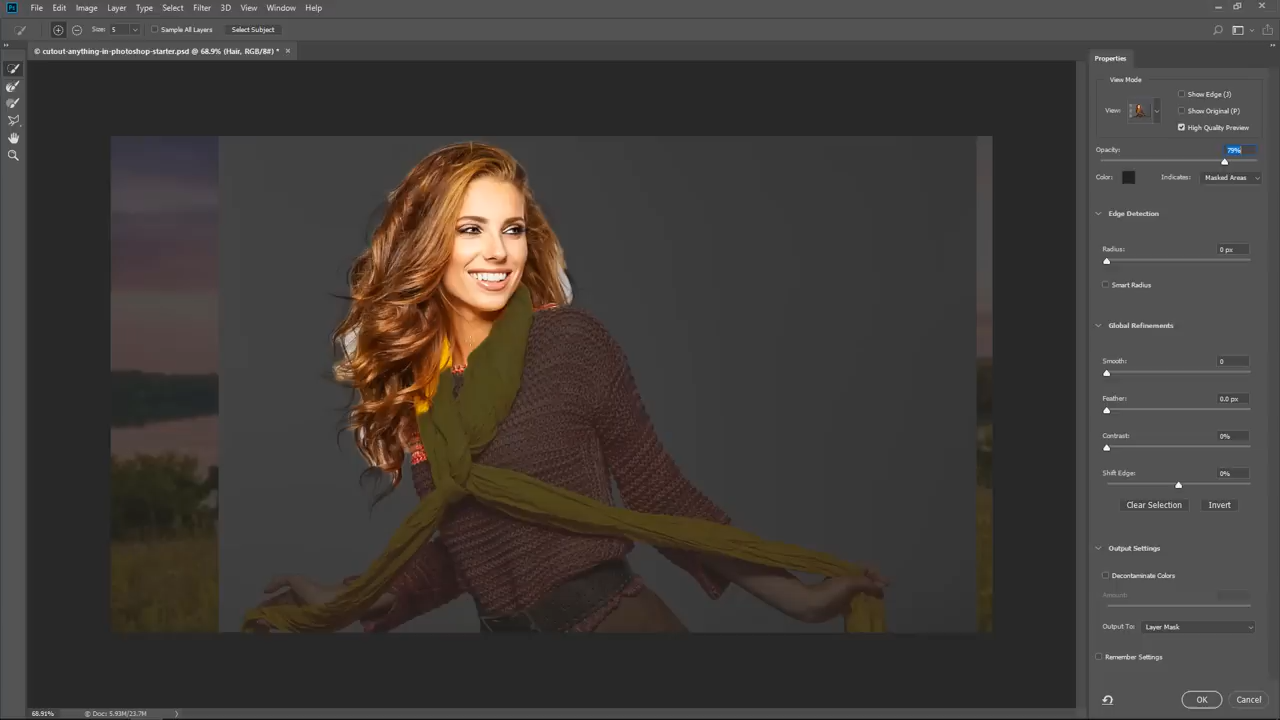 Ps File Edit Image Layer Type Select Filter 3D View Window Help
Size: 5 Sample All Layers Select Subject
© cutout-anything-in-photoshop-starter.psd @ 68.9% (Hair, RGB/8#) * ×
Properties
View Mode
View:
Show Edge (J)
Show Original (P)
High Quality Preview
Opacity: 79%
Color: Indicates: Masked Areas
Edge Detection
Radius: 0 px
Smart Radius
Global Refinements
Smooth: 0
Feather: 0.0 px
Contrast: 0%
Shift Edge: 0%
Clear Selection Invert
Output Settings
Decontaminate Colors
Amount:
Output To: Layer Mask
Remember Settings
OK Cancel
68.91% © Doc: 5.93M/23.7M